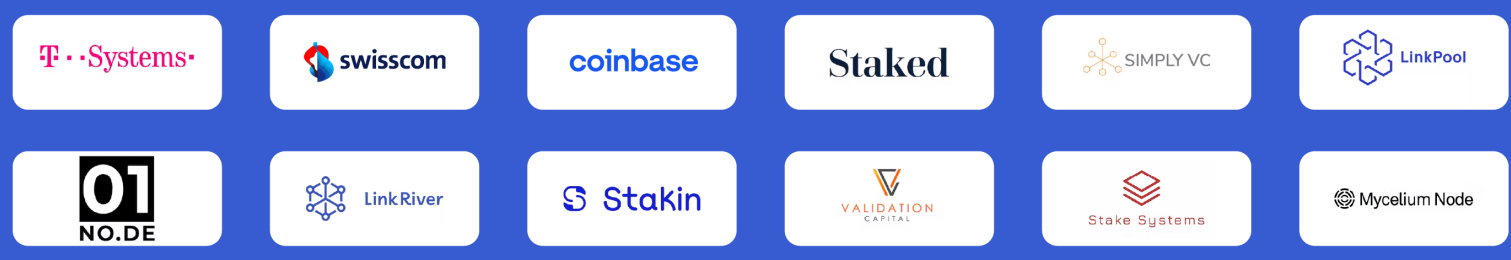 T··Systems·
swisscom
coinbase
Staked
SIMPLY VC
LinkPool
01
NO.DE
LinkRiver
Stakin
VALIDATION
CAPITAL
Stake Systems
Mycelium Node